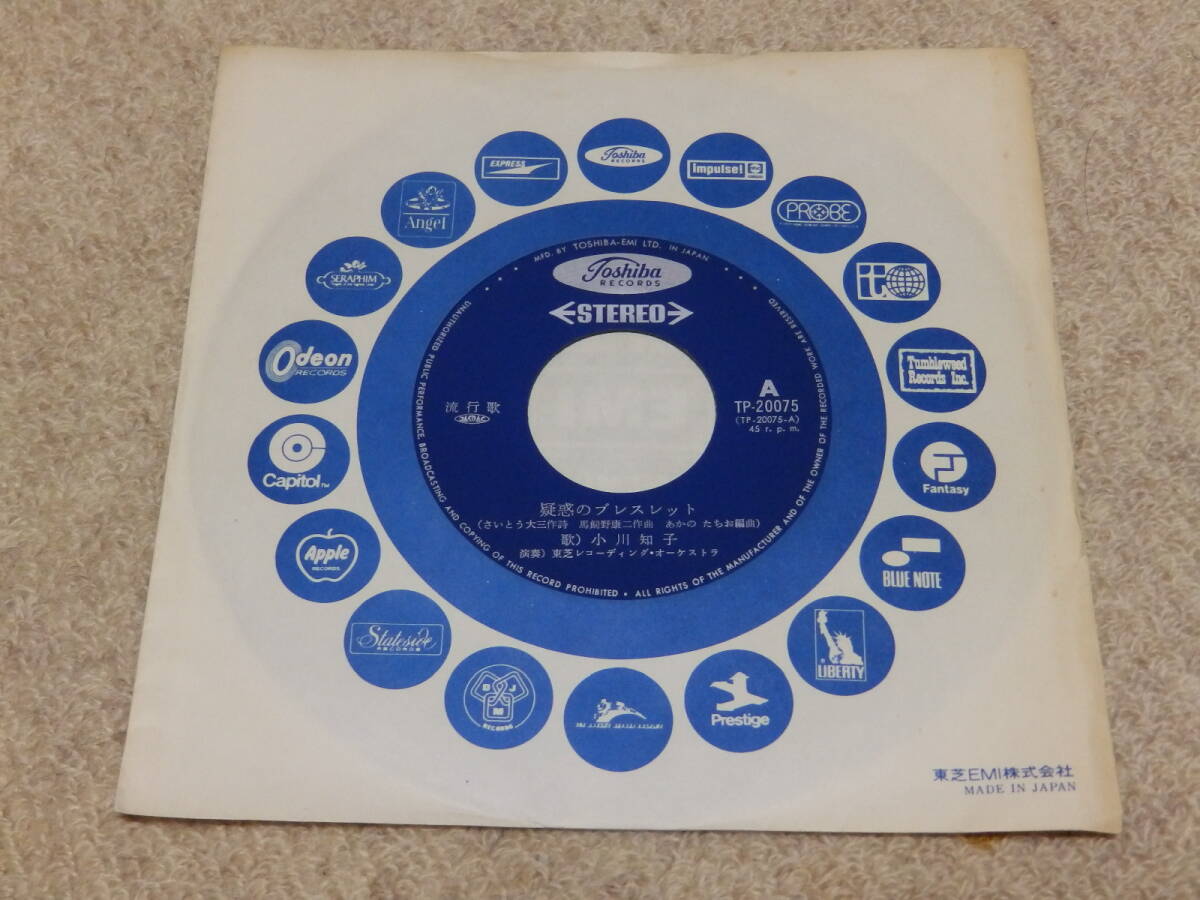 Toshiba
RECORDS
impulse!
PROBE
it.
Tumbleweed
Records Inc.
Fantasy
BLUE NOTE
LIBERTY
Prestige
DJM
RECORDS
Stateside
Apple
RECORDS
Capitol™
Odeon
RECORDS
SERAPHIM
Angel
EXPRESS
MFD. BY TOSHIBA-EMI LTD. IN JAPAN
Toshiba
RECORDS
STEREO
流行歌
A
TP-20075
(TP-20075-A)
45 r. p. m.
疑惑のブレスレット
(さいとう大三作詩 馬飼野康二作曲 あかの たちお編曲)
歌) 小川知子
演奏) 東芝レコーディング・オーケストラ
UNAUTHORIZED PUBLIC PERFORMANCE, BROADCASTING AND COPYING OF THIS RECORD PROHIBITED • ALL RIGHTS OF THE MANUFACTURER AND OF THE OWNER OF THE RECORDED WORK ARE RESERVED
東芝EMI株式会社
MADE IN JAPAN